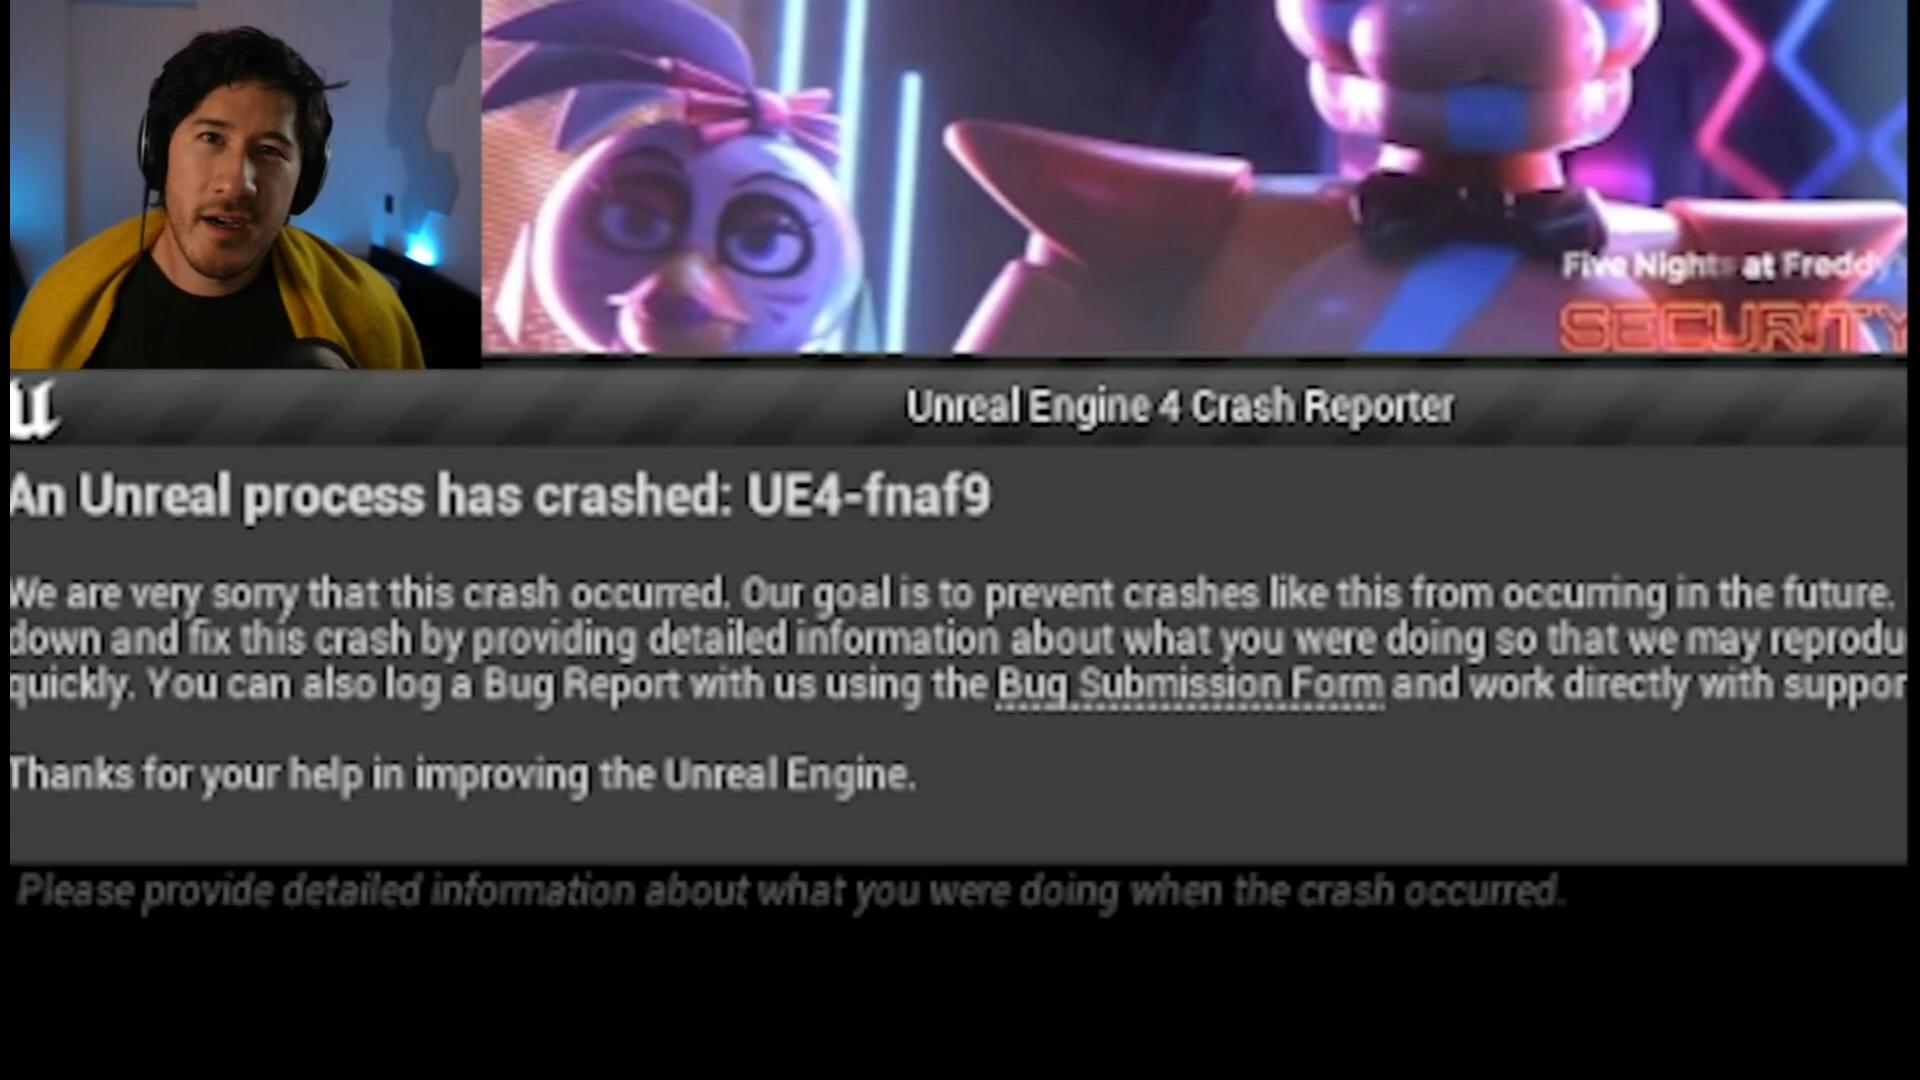 Five Nights at Freddy
SECURITY
Unreal Engine 4 Crash Reporter
An Unreal process has crashed: UE4-fnaf9
We are very sorry that this crash occurred. Our goal is to prevent crashes like this from occurring in the future.
down and fix this crash by providing detailed information about what you were doing so that we may reprodu
quickly. You can also log a Bug Report with us using the Bug Submission Form and work directly with suppor
Thanks for your help in improving the Unreal Engine.
Please provide detailed information about what you were doing when the crash occurred.